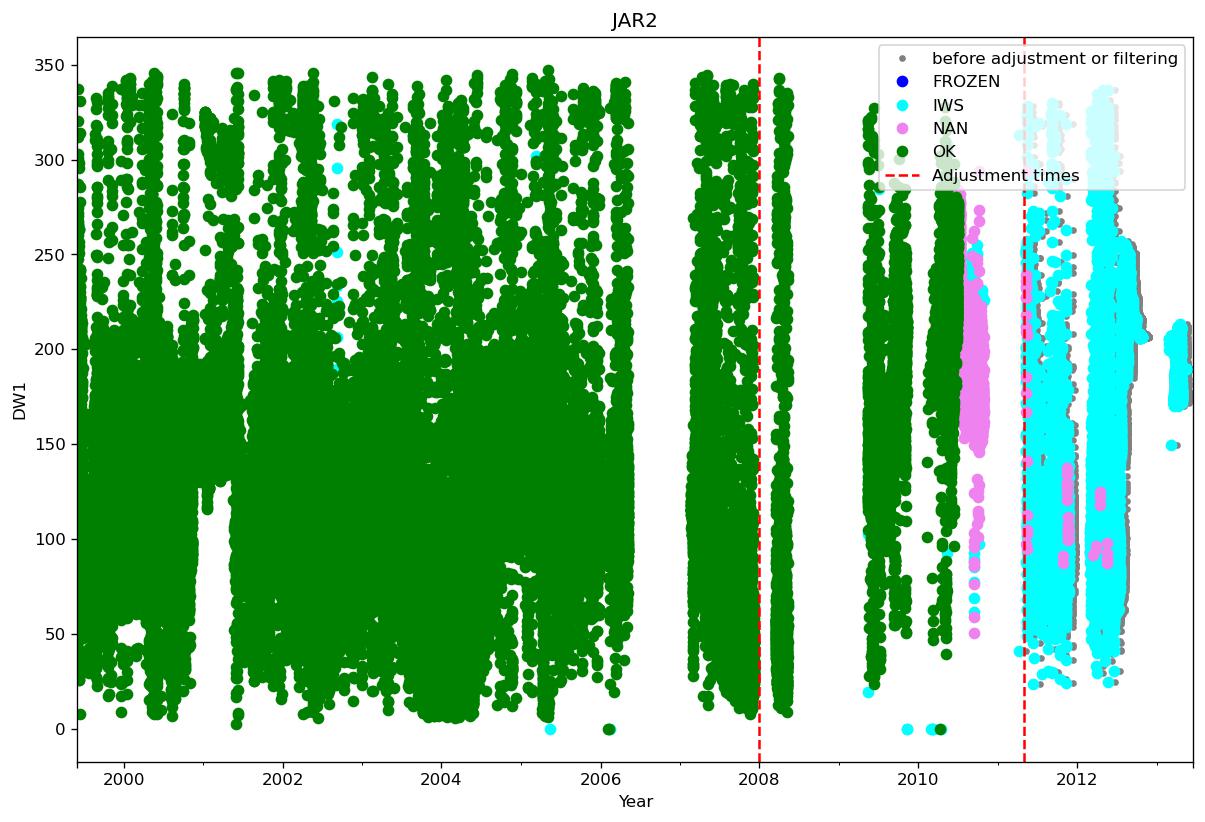 JAR2
350
300
250
200
150
100
50
0
DW1
before adjustment or filtering
FROZEN
IWS
NAN
OK
Adjustment times
2000 2002 2004 2006 2008 2010 2012
Year